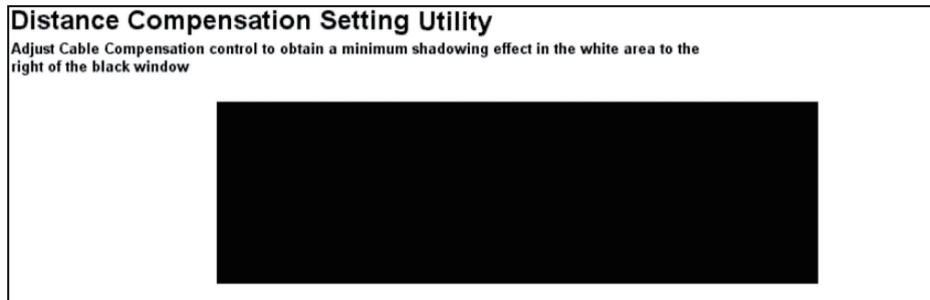 Distance Compensation Setting Utility
Adjust Cable Compensation control to obtain a minimum shadowing effect in the white area to the
right of the black window